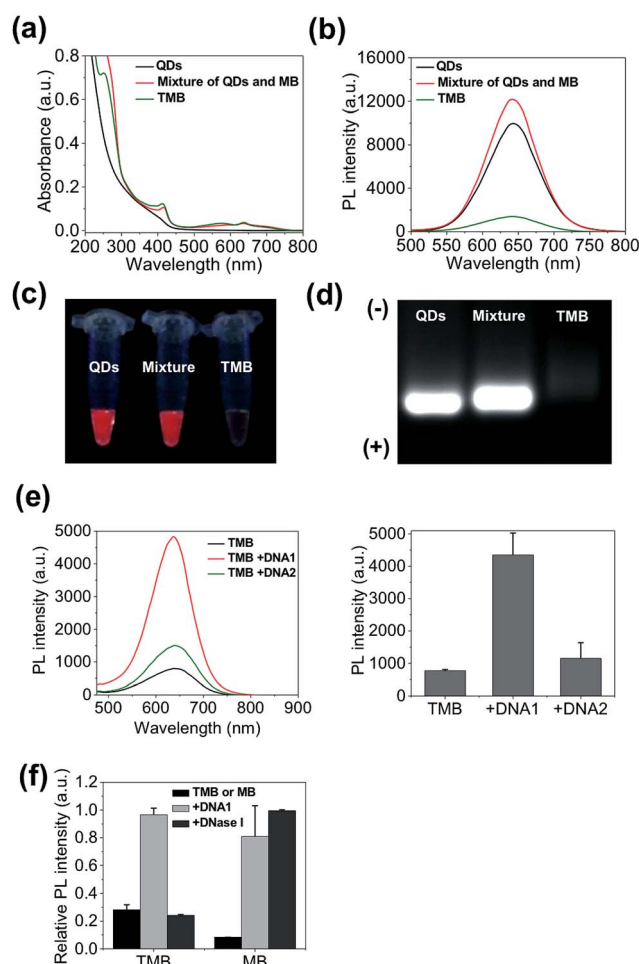 (a)
0.8
0.6
0.4
0.2
0.0
Absorbance (a.u.)
QDs
Mixture of QDs and MB
TMB
200 300 400 500 600 700 800
Wavelength (nm)
(b)
16000
12000
8000
4000
0
PL intensity (a.u.)
QDs
Mixture of QDs and MB
TMB
500 550 600 650 700 750 800
Wavelength (nm)
(c)
QDs Mixture TMB
(d)
(-)
(+)
QDs Mixture TMB
(e)
5000
4000
3000
2000
1000
0
PL intensity (a.u.)
TMB
TMB +DNA1
TMB +DNA2
500 600 700 800 900
Wavelength (nm)
5000
4000
3000
2000
1000
0
PL intensity (a.u.)
TMB +DNA1 +DNA2
(f)
1.2
1.0
0.8
0.6
0.4
0.2
0.0
Relative PL intensity (a.u.)
TMB or MB
+DNA1
+DNase I
TMB MB